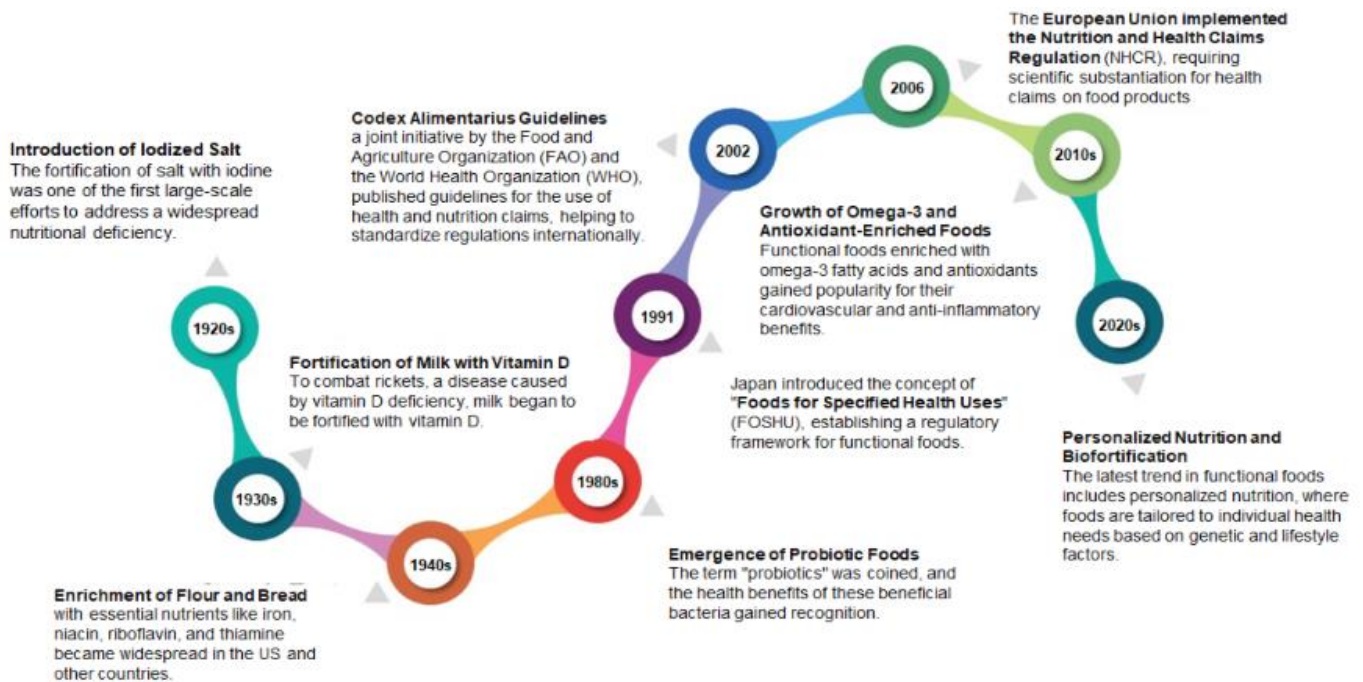 1920s
Introduction of Iodized Salt
The fortification of salt with iodine
was one of the first large-scale
efforts to address a widespread
nutritional deficiency.
1930s
Fortification of Milk with Vitamin D
To combat rickets, a disease caused
by vitamin D deficiency, milk began to
be fortified with vitamin D.
1940s
Enrichment of Flour and Bread
with essential nutrients like iron,
niacin, riboflavin, and thiamine
became widespread in the US and
other countries.
1980s
Emergence of Probiotic Foods
The term "probiotics" was coined, and
the health benefits of these beneficial
bacteria gained recognition.
1991
Japan introduced the concept of
"Foods for Specified Health Uses"
(FOSHU), establishing a regulatory
framework for functional foods.
2002
Codex Alimentarius Guidelines
a joint initiative by the Food and
Agriculture Organization (FAO) and
the World Health Organization (WHO),
published guidelines for the use of
health and nutrition claims, helping to
standardize regulations internationally.
2006
The European Union implemented
the Nutrition and Health Claims
Regulation (NHCR), requiring
scientific substantiation for health
claims on food products
2010s
Growth of Omega-3 and
Antioxidant-Enriched Foods
Functional foods enriched with
omega-3 fatty acids and antioxidants
gained popularity for their
cardiovascular and anti-inflammatory
benefits.
2020s
Personalized Nutrition and
Biofortification
The latest trend in functional foods
includes personalized nutrition, where
foods are tailored to individual health
needs based on genetic and lifestyle
factors.